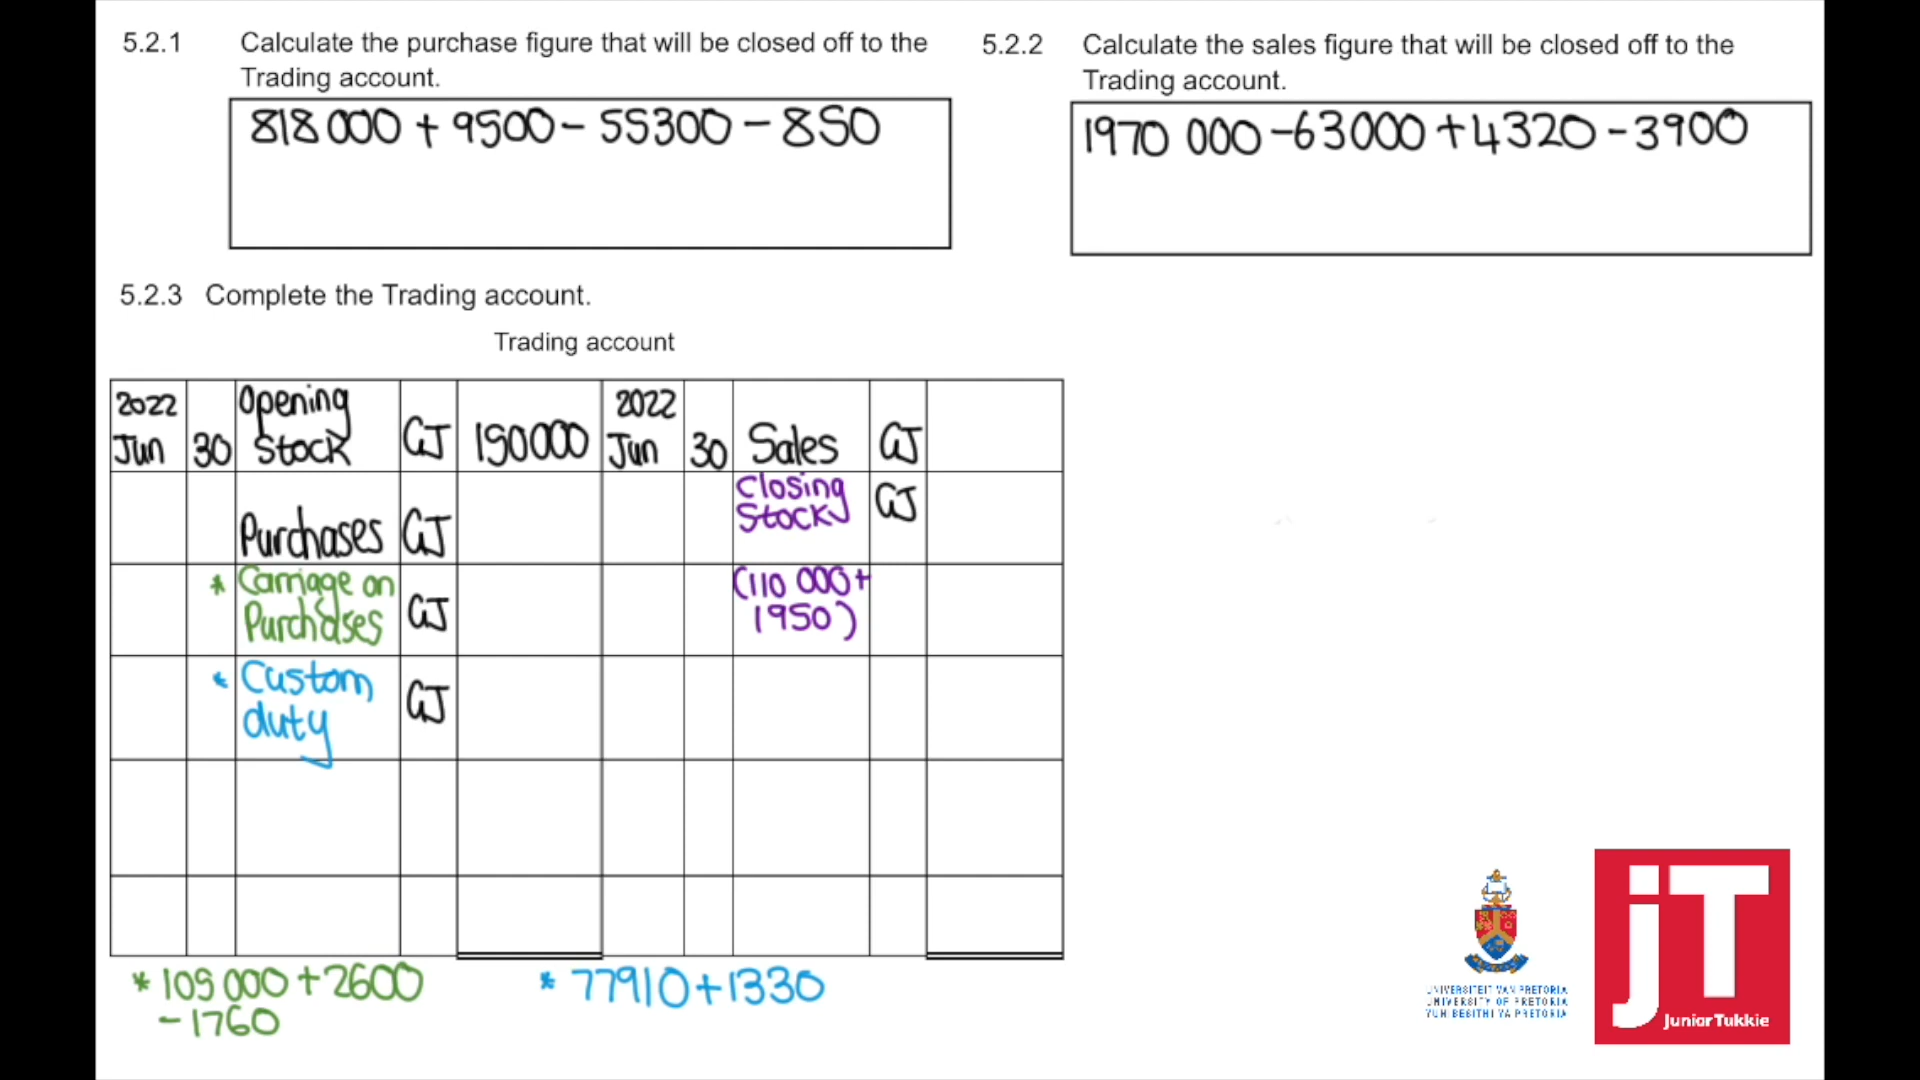 5.2.1 Calculate the purchase figure that will be closed off to the
Trading account.
818 000 + 9500 - 55300 - 850
5.2.2 Calculate the sales figure that will be closed off to the
Trading account.
1970 000 - 63000 + 4320 - 3900
5.2.3 Complete the Trading account.
Trading account
2022 Opening 2022
Jun 30 Stock GJ 190000 Jun 30 Sales GJ
Closing
Stock GJ
Purchases GJ
* Carriage on
Purchases GJ
(110 000 +
1950)
* Custom
duty GJ
* 109 000 + 2600
- 1760
* 77910 + 1330
UNIVERSITEIT VAN PRETORIA
UNIVERSITY OF PRETORIA
YUNIBESITHI YA PRETORIA
jT
JuniorTukkie